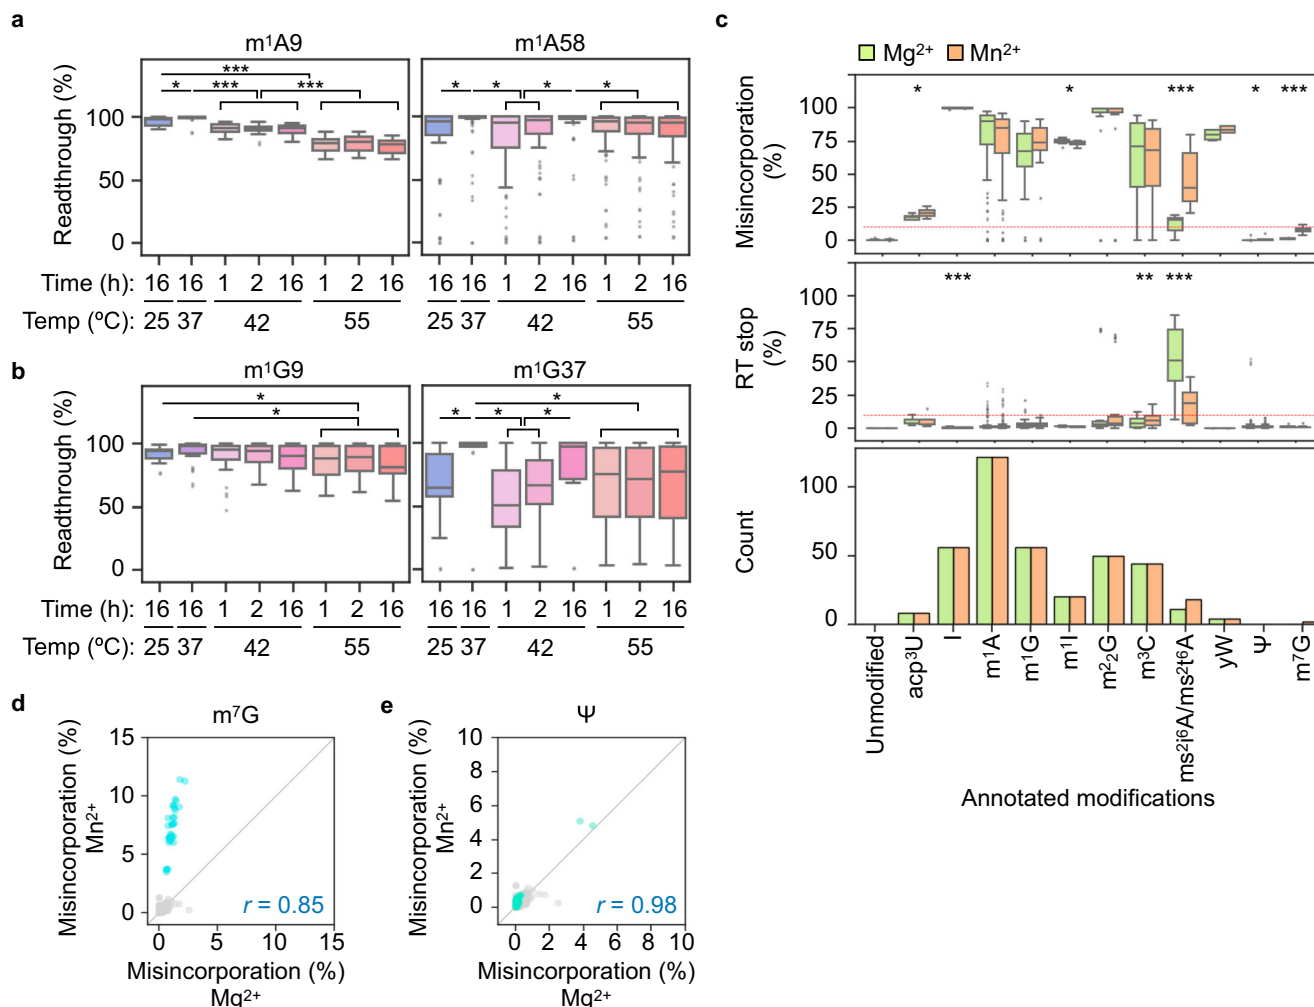 a
m¹A9
m¹A58
Readthrough (%)
100
50
0
***
* *** ***
* * * *
Time (h): 16 16 1 2 16 1 2 16 16 16 1 2 16 1 2 16
Temp (ºC): 25 37 42 55 25 37 42 55
b
m¹G9
m¹G37
Readthrough (%)
100
50
0
*
*
*
* * *
Time (h): 16 16 1 2 16 1 2 16 16 16 1 2 16 1 2 16
Temp (ºC): 25 37 42 55 25 37 42 55
c
Mg²⁺ Mn²⁺
Misincorporation (%)
100
75
50
25
0
* * *** * ***
RT stop (%)
100
75
50
25
0
*** ** ***
Count
100
50
0
Unmodified
acp³U
I
m¹A
m¹G
m¹I
m²₂G
m³C
ms²i⁶A/ms²t⁶A
yW
Ψ
m⁷G
Annotated modifications
d
m⁷G
Misincorporation (%)
Mn²⁺
15
10
5
0
r = 0.85
0 5 10 15
Misincorporation (%)
Mg²⁺
e
Ψ
Misincorporation (%)
Mn²⁺
10
8
6
4
2
0
r = 0.98
0 2 4 6 8 10
Misincorporation (%)
Mg²⁺